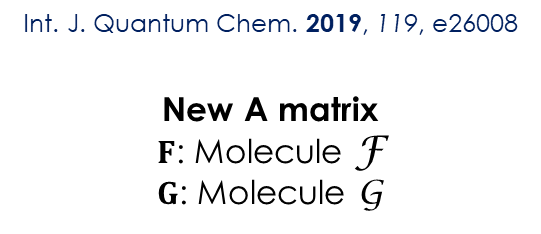 Int. J. Quantum Chem. 2019, 119, e26008
New A matrix
F: Molecule ℱ
G: Molecule 𝒢